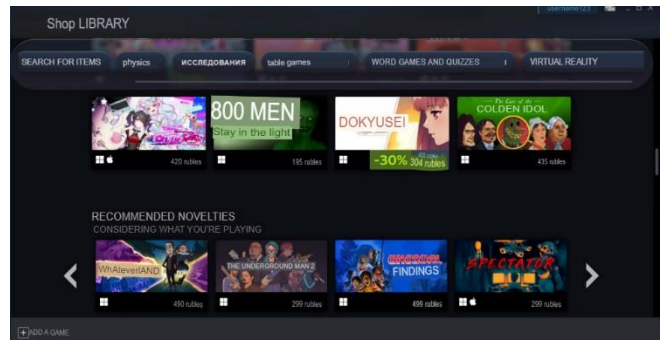 username123
Shop LIBRARY
SEARCH FOR ITEMS physics ИССЛЕДОВАНИЯ table games WORD GAMES AND QUIZZES VIRTUAL REALITY
800 MEN
Stay in the light
DOKYUSEI
The Case of the
COLDEN IDOL
420 rubles
195 rubles
-30% 304 rubles
435 rubles
RECOMMENDED NOVELTIES
CONSIDERING WHAT YOU'RE PLAYING
WhAteverlAND
THE UNDERGROUND MAN 2
UNUSUAL
FINDINGS
SPECTATOR
490 rubles
299 rubles
499 rubles
299 rubles
+ADD A GAME